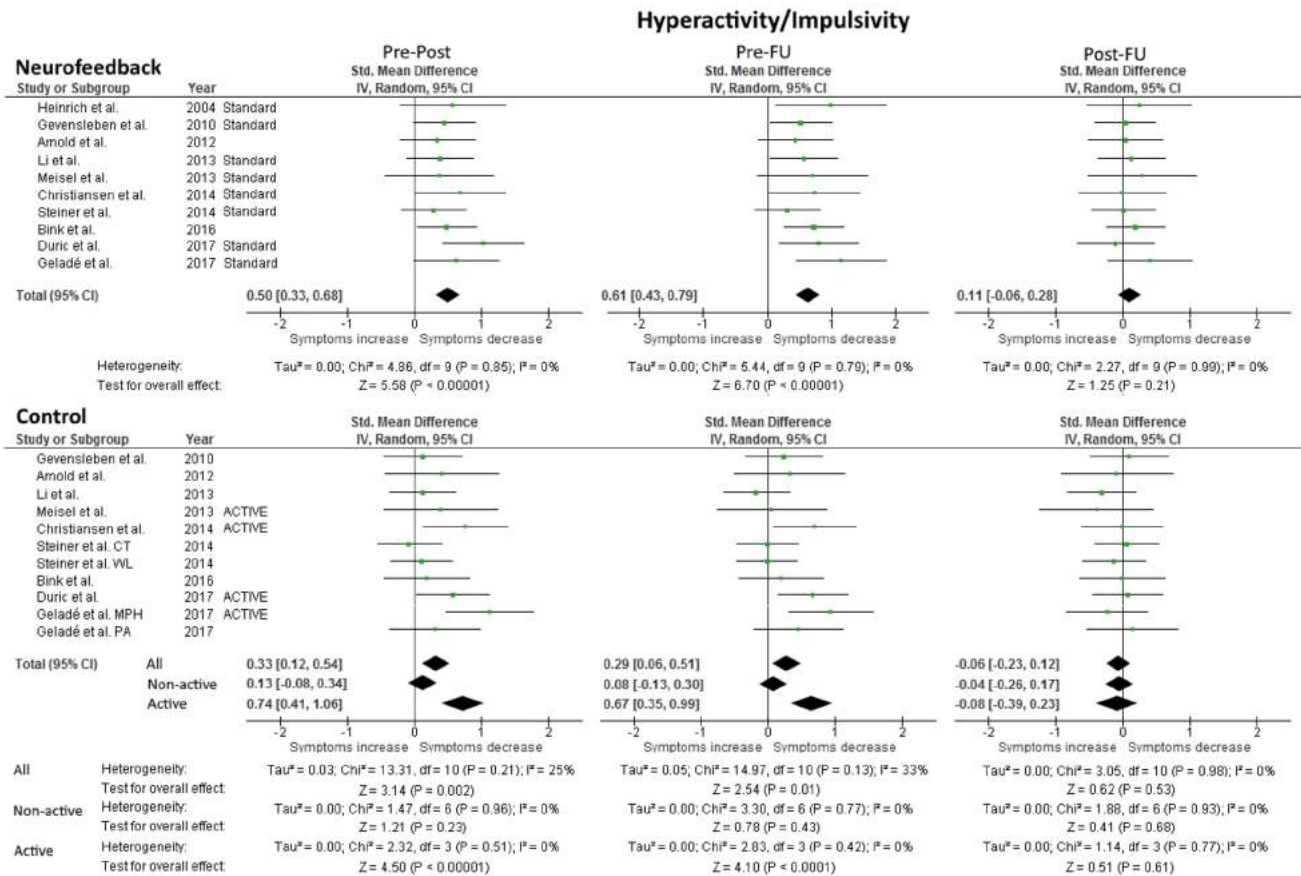 Hyperactivity/Impulsivity
Pre-Post Pre-FU Post-FU
Neurofeedback
Std. Mean Difference Std. Mean Difference Std. Mean Difference
Study or Subgroup Year IV, Random, 95% CI IV, Random, 95% CI IV, Random, 95% CI
Heinrich et al. 2004 Standard
Gevensleben et al. 2010 Standard
Arnold et al. 2012
Li et al. 2013 Standard
Meisel et al. 2013 Standard
Christiansen et al. 2014 Standard
Steiner et al. 2014 Standard
Bink et al. 2016
Duric et al. 2017 Standard
Geladé et al. 2017 Standard
Total (95% CI) 0.50 [0.33, 0.68] 0.61 [0.43, 0.79] 0.11 [-0.06, 0.28]
-2 -1 0 1 2 -2 -1 0 1 2 -2 -1 0 1 2
Symptoms increase Symptoms decrease Symptoms increase Symptoms decrease Symptoms increase Symptoms decrease
Heterogeneity: Tau² = 0.00; Chi² = 4.86, df = 9 (P = 0.85); I² = 0% Tau² = 0.00; Chi² = 5.44, df = 9 (P = 0.79); I² = 0% Tau² = 0.00; Chi² = 2.27, df = 9 (P = 0.99); I² = 0%
Test for overall effect: Z = 5.58 (P < 0.00001) Z = 6.70 (P < 0.00001) Z = 1.25 (P = 0.21)
Control
Std. Mean Difference Std. Mean Difference Std. Mean Difference
Study or Subgroup Year IV, Random, 95% CI IV, Random, 95% CI IV, Random, 95% CI
Gevensleben et al. 2010
Arnold et al. 2012
Li et al. 2013
Meisel et al. 2013 ACTIVE
Christiansen et al. 2014 ACTIVE
Steiner et al. CT 2014
Steiner et al. WL 2014
Bink et al. 2016
Duric et al. 2017 ACTIVE
Geladé et al. MPH 2017 ACTIVE
Geladé et al. PA 2017
Total (95% CI) All 0.33 [0.12, 0.54] 0.29 [0.06, 0.51] -0.06 [-0.23, 0.12]
Non-active 0.13 [-0.08, 0.34] 0.08 [-0.13, 0.30] -0.04 [-0.26, 0.17]
Active 0.74 [0.41, 1.06] 0.67 [0.35, 0.99] -0.08 [-0.39, 0.23]
-2 -1 0 1 2 -2 -1 0 1 2 -2 -1 0 1 2
Symptoms increase Symptoms decrease Symptoms increase Symptoms decrease Symptoms increase Symptoms decrease
All Heterogeneity: Tau² = 0.03; Chi² = 13.31, df = 10 (P = 0.21); I² = 25% Tau² = 0.05; Chi² = 14.97, df = 10 (P = 0.13); I² = 33% Tau² = 0.00; Chi² = 3.05, df = 10 (P = 0.98); I² = 0%
Test for overall effect: Z = 3.14 (P = 0.002) Z = 2.54 (P = 0.01) Z = 0.62 (P = 0.53)
Non-active Heterogeneity: Tau² = 0.00; Chi² = 1.47, df = 6 (P = 0.96); I² = 0% Tau² = 0.00; Chi² = 3.30, df = 6 (P = 0.77); I² = 0% Tau² = 0.00; Chi² = 1.88, df = 6 (P = 0.93); I² = 0%
Test for overall effect: Z = 1.21 (P = 0.23) Z = 0.78 (P = 0.43) Z = 0.41 (P = 0.68)
Active Heterogeneity: Tau² = 0.00; Chi² = 2.32, df = 3 (P = 0.51); I² = 0% Tau² = 0.00; Chi² = 2.83, df = 3 (P = 0.42); I² = 0% Tau² = 0.00; Chi² = 1.14, df = 3 (P = 0.77); I² = 0%
Test for overall effect: Z = 4.50 (P < 0.00001) Z = 4.10 (P < 0.0001) Z = 0.51 (P = 0.61)